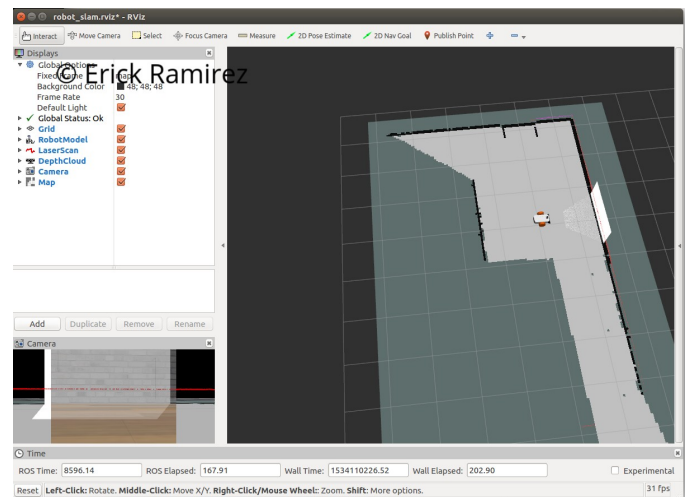 robot_slam.rviz* - RViz
Interact Move Camera Select Focus Camera Measure 2D Pose Estimate 2D Nav Goal Publish Point
Displays
Global Options
© Erick Ramirez
Fixed Frame map
Background Color 48; 48; 48
Frame Rate 30
Default Light
Global Status: Ok
Grid
RobotModel
LaserScan
DepthCloud
Camera
Map
Add Duplicate Remove Rename
Camera
Time
ROS Time: 8596.14 ROS Elapsed: 167.91 Wall Time: 1534110226.52 Wall Elapsed: 202.90 Experimental
Reset Left-Click: Rotate. Middle-Click: Move X/Y. Right-Click/Mouse Wheel:: Zoom. Shift: More options. 31 fps